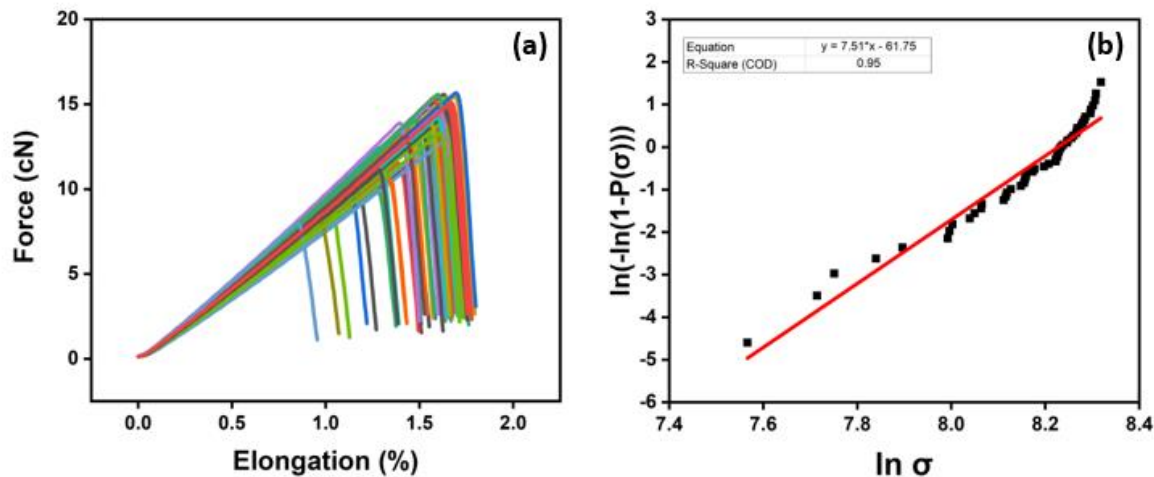 (a)
20
15
10
5
0
Force (cN)
0.0 0.5 1.0 1.5 2.0
Elongation (%)
(b)
Equation y = 7.51*x - 61.75
R-Square (COD) 0.95
3
2
1
0
-1
-2
-3
-4
-5
-6
ln(-ln(1-P(σ)))
7.4 7.6 7.8 8.0 8.2 8.4
ln σ